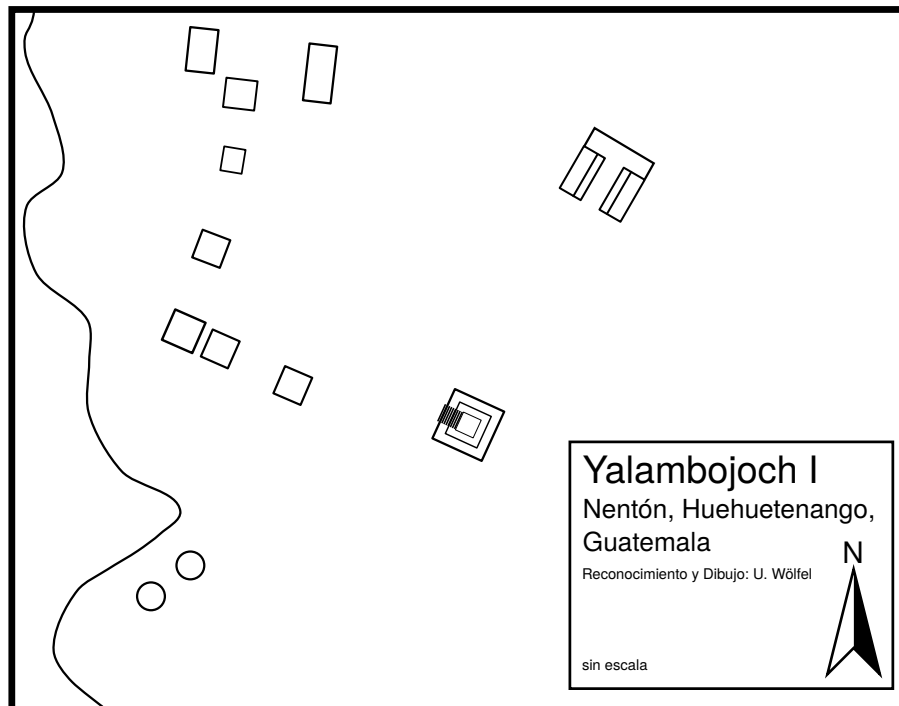 Yalambojoch I
Nentón, Huehuetenango,
Guatemala
N
Reconocimiento y Dibujo: U. Wölfel
sin escala